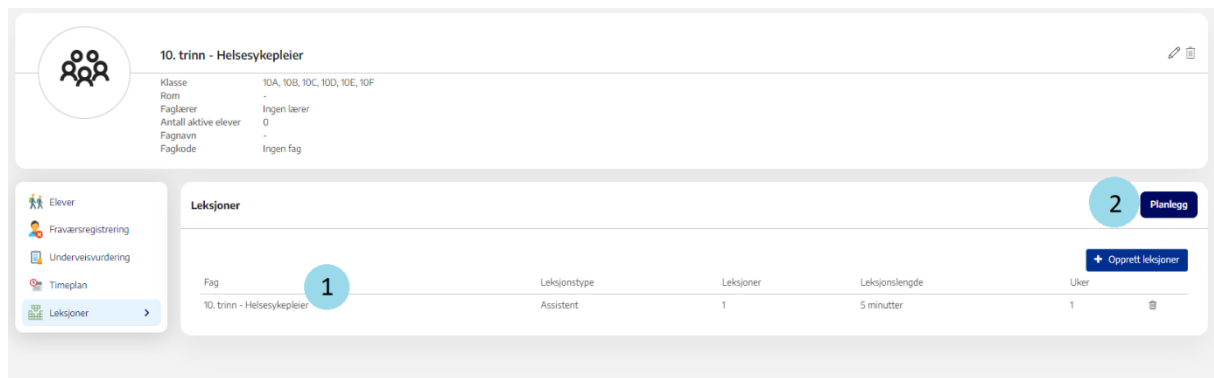 10. trinn - Helsesykepleier
Klasse 10A, 10B, 10C, 10D, 10E, 10F
Rom -
Faglærer Ingen lærer
Antall aktive elever 0
Fagnavn -
Fagkode Ingen fag
Elever
Fraværsregistrering
Underveisvurdering
Timeplan
Leksjoner
Leksjoner
2
Planlegg
+ Opprett leksjoner
Fag Leksjonstype Leksjoner Leksjonslengde Uker
1
10. trinn - Helsesykepleier Assistent 1 5 minutter 1